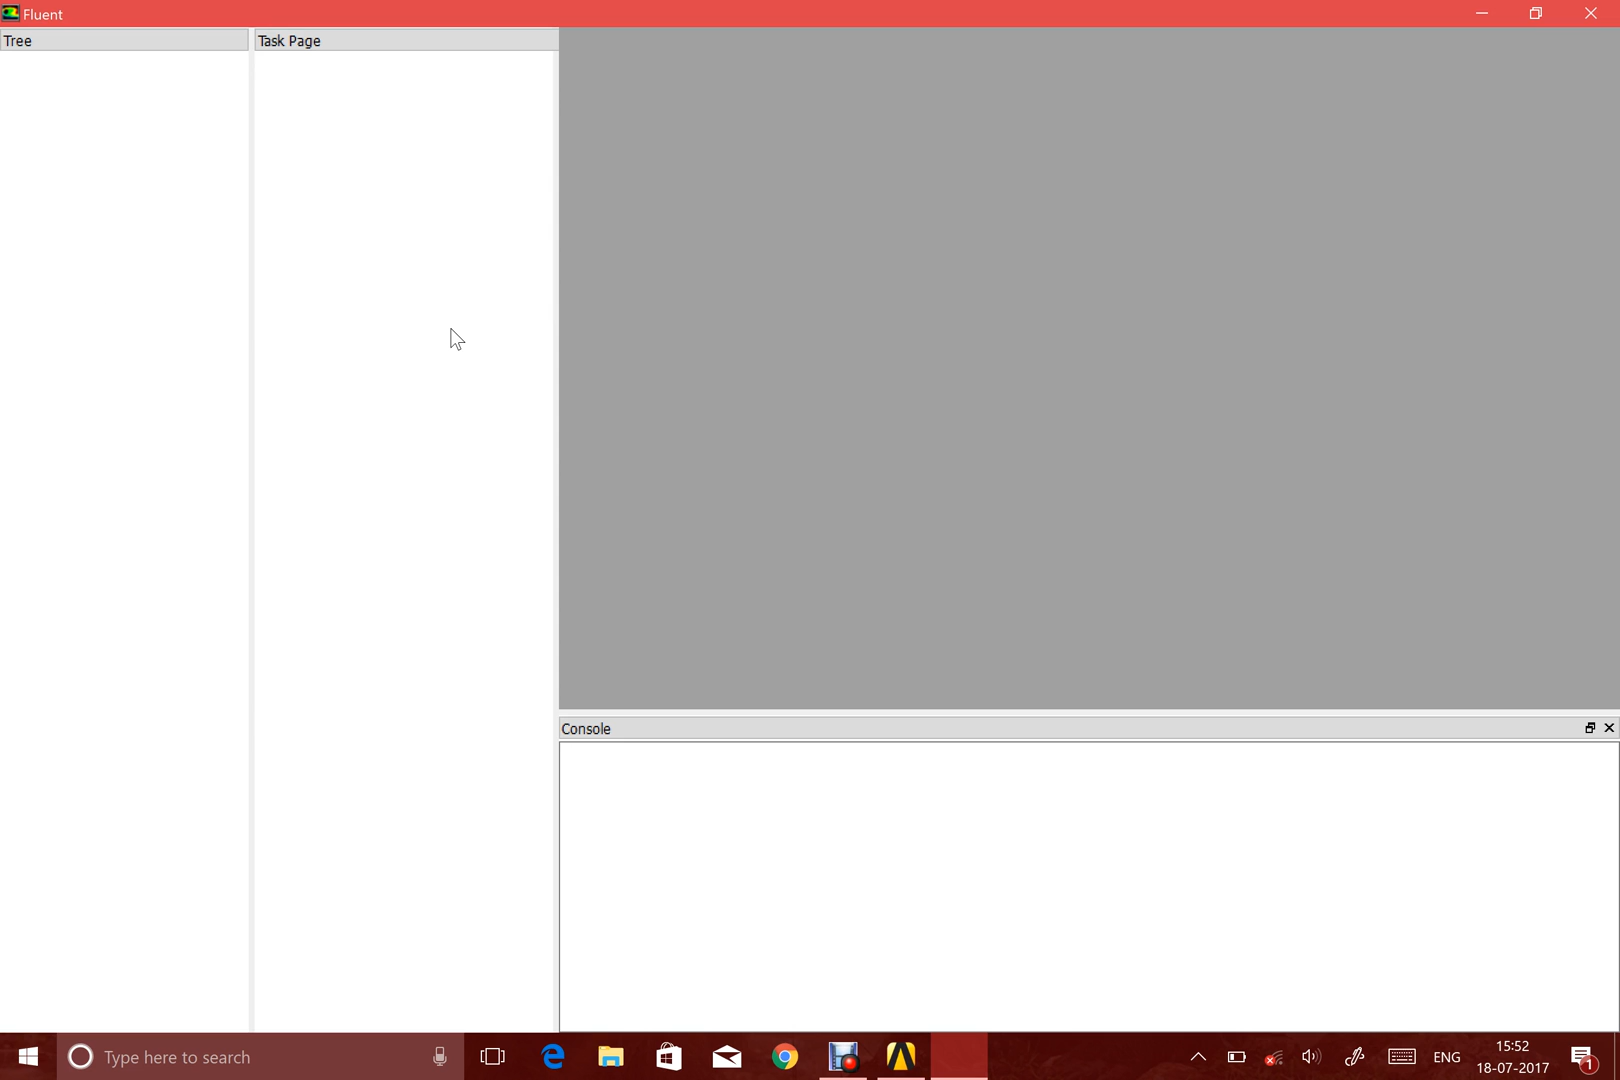 Fluent
Tree
Task Page
Console
Type here to search
ENG
15:52
18-07-2017
1